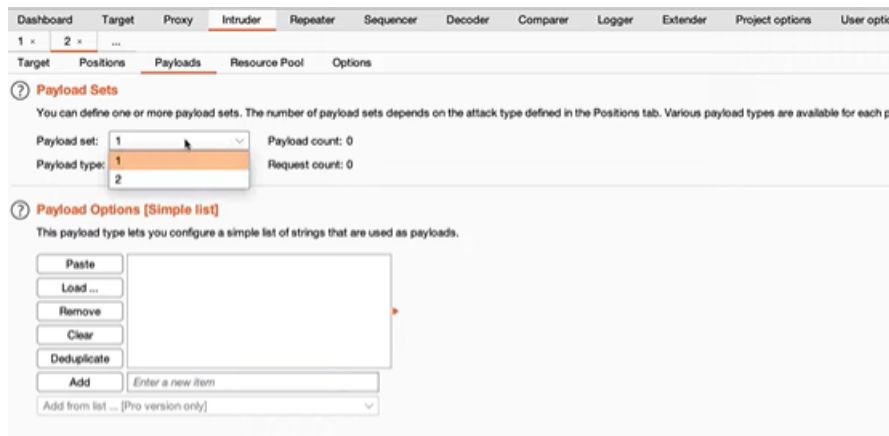 Dashboard Target Proxy Intruder Repeater Sequencer Decoder Comparer Logger Extender Project options User optic
1 × 2 × ...
Target Positions Payloads Resource Pool Options
? Payload Sets
You can define one or more payload sets. The number of payload sets depends on the attack type defined in the Positions tab. Various payload types are available for each p
Payload set: 1 Payload count: 0
Payload type: 1 Request count: 0
2
? Payload Options [Simple list]
This payload type lets you configure a simple list of strings that are used as payloads.
Paste
Load ...
Remove
Clear
Deduplicate
Add Enter a new item
Add from list ... [Pro version only]